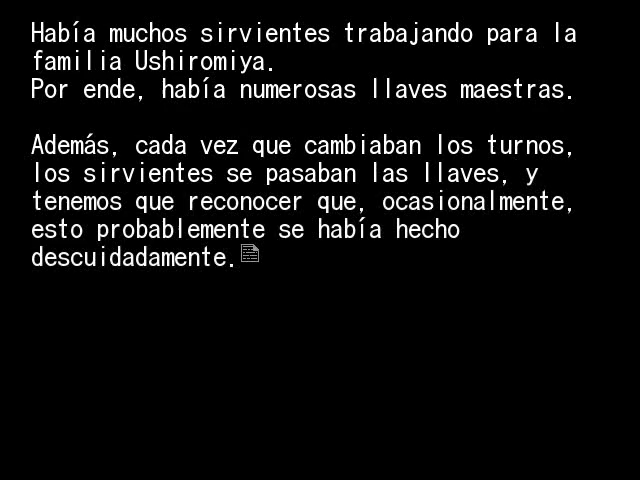 Había muchos sirvientes trabajando para la
familia Ushiromiya.
Por ende, había numerosas llaves maestras.
Además, cada vez que cambiaban los turnos,
los sirvientes se pasaban las llaves, y
tenemos que reconocer que, ocasionalmente,
esto probablemente se había hecho
descuidadamente.